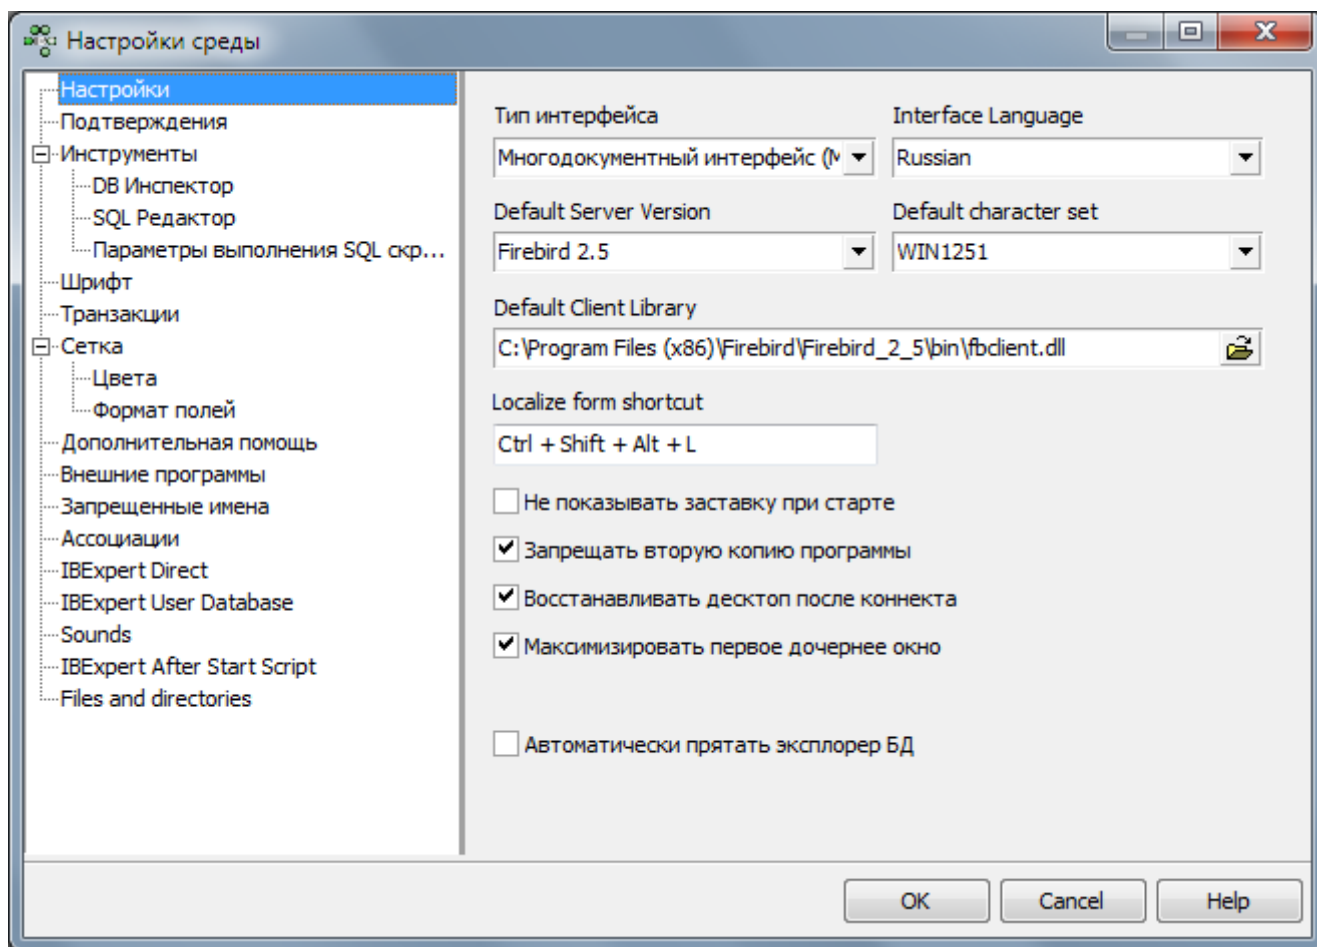 Настройки среды
Настройки
Подтверждения
Инструменты
DB Инспектор
SQL Редактор
Параметры выполнения SQL скр...
Шрифт
Транзакции
Сетка
Цвета
Формат полей
Дополнительная помощь
Внешние программы
Запрещенные имена
Ассоциации
IBExpert Direct
IBExpert User Database
Sounds
IBExpert After Start Script
Files and directories
Тип интерфейса
Interface Language
Многодокументный интерфейс (М
Russian
Default Server Version
Default character set
Firebird 2.5
WIN1251
Default Client Library
C:\Program Files (x86)\Firebird\Firebird_2_5\bin\fbclient.dll
Localize form shortcut
Ctrl + Shift + Alt + L
Не показывать заставку при старте
Запрещать вторую копию программы
Восстанавливать десктоп после коннекта
Максимизировать первое дочернее окно
Автоматически прятать эксплорер БД
OK
Cancel
Help